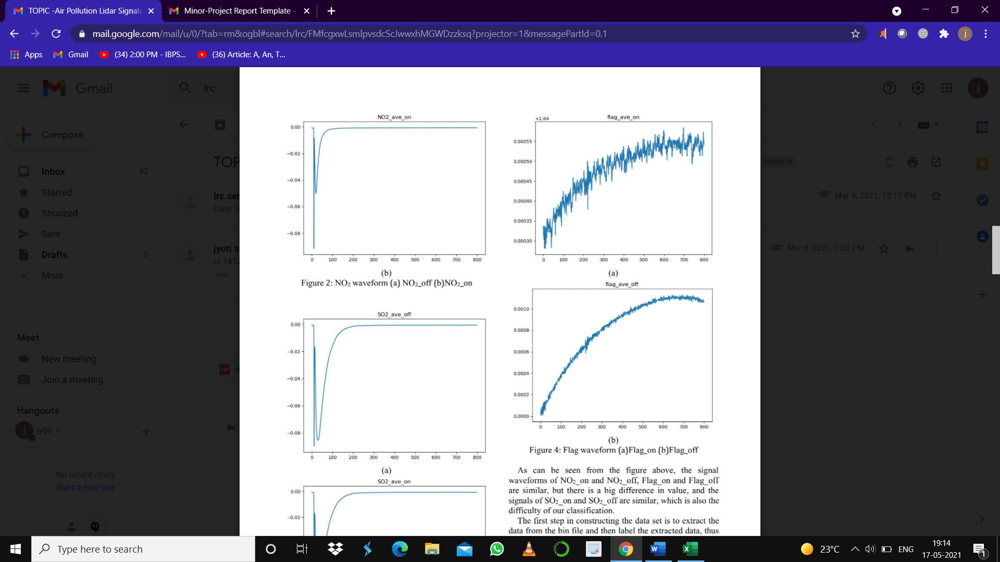 TOPIC -Air Pollution Lidar Signals
Minor-Project Report Template -
mail.google.com/mail/u/0/?tab=rm&ogbl#search/lrc/FMfcgxwLsmlpvsdcScJwwxhMGWDzzksq?projector=1&messagePartId=0.1
j
Apps
Gmail
(34) 2:00 PM - IBPS...
(36) Article: A, An, T...
Gmail
lrc
j
Compose
31
TOP
Inbox ×
Inbox 82
Starred
Snoozed
Sent
Drafts 5
More
lrc.ser
Dear S
Mar 9, 2021, 12:15 PM
jyoti s
to 1812
Mar 9, 2021, 1:30 PM
PDF A
Meet
New meeting
Join a meeting
Hangouts
j jyoti
No recent chats
Start a new one
NO2_ave_on
0.00
−0.02
−0.04
−0.06
−0.08
0 100 200 300 400 500 600 700 800
(b)
Figure 2: NO₂ waveform (a) NO₂_off (b)NO₂_on
SO2_ave_off
0.00
−0.02
−0.04
−0.06
−0.08
0 100 200 300 400 500 600 700 800
(a)
SO2_ave_on
0.00
−0.02
flag_ave_on
+1.64
0.00055
0.00050
0.00045
0.00040
0.00035
0.00030
0 100 200 300 400 500 600 700 800
(a)
flag_ave_off
0.0010
0.0008
0.0006
0.0004
0.0002
0.0000
0 100 200 300 400 500 600 700 800
(b)
Figure 4: Flag waveform (a)Flag_on (b)Flag_off
As can be seen from the figure above, the signal
waveforms of NO₂_on and NO₂_off, Flag_on and Flag_off
are similar, but there is a big difference in value, and the
signals of SO₂_on and SO₂_off are similar, which is also the
difficulty of our classification.
The first step in constructing the data set is to extract the
data from the bin file and then label the extracted data, thus
Type here to search
23°C
ENG
19:14
17-05-2021
1